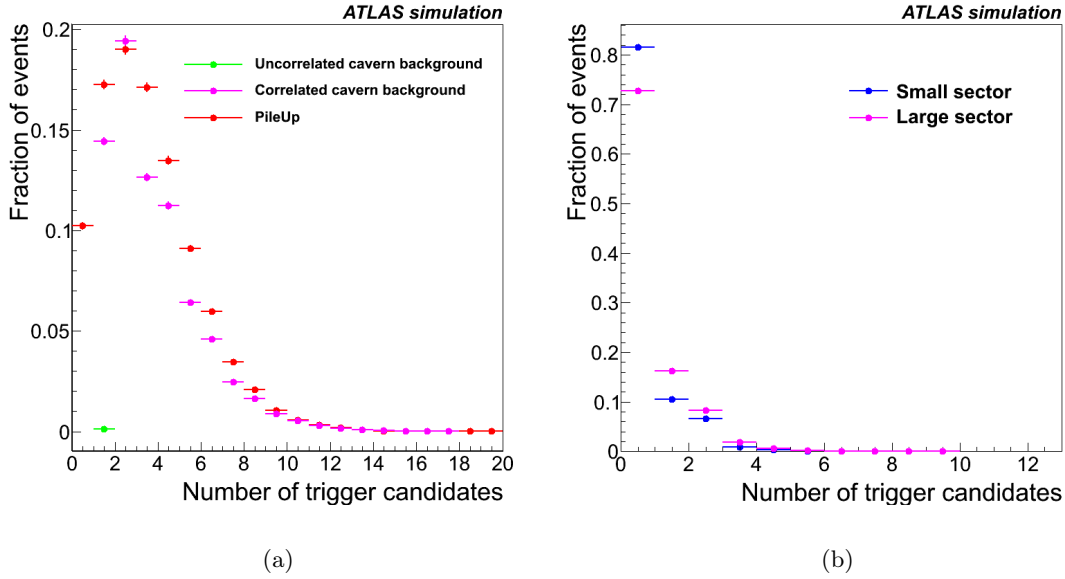 ATLAS simulation
Fraction of events
0.2
0.15
0.1
0.05
0
Uncorrelated cavern background
Correlated cavern background
PileUp
0 2 4 6 8 10 12 14 16 18 20
Number of trigger candidates
(a)
ATLAS simulation
Fraction of events
0.8
0.7
0.6
0.5
0.4
0.3
0.2
0.1
0
Small sector
Large sector
0 2 4 6 8 10 12
Number of trigger candidates
(b)